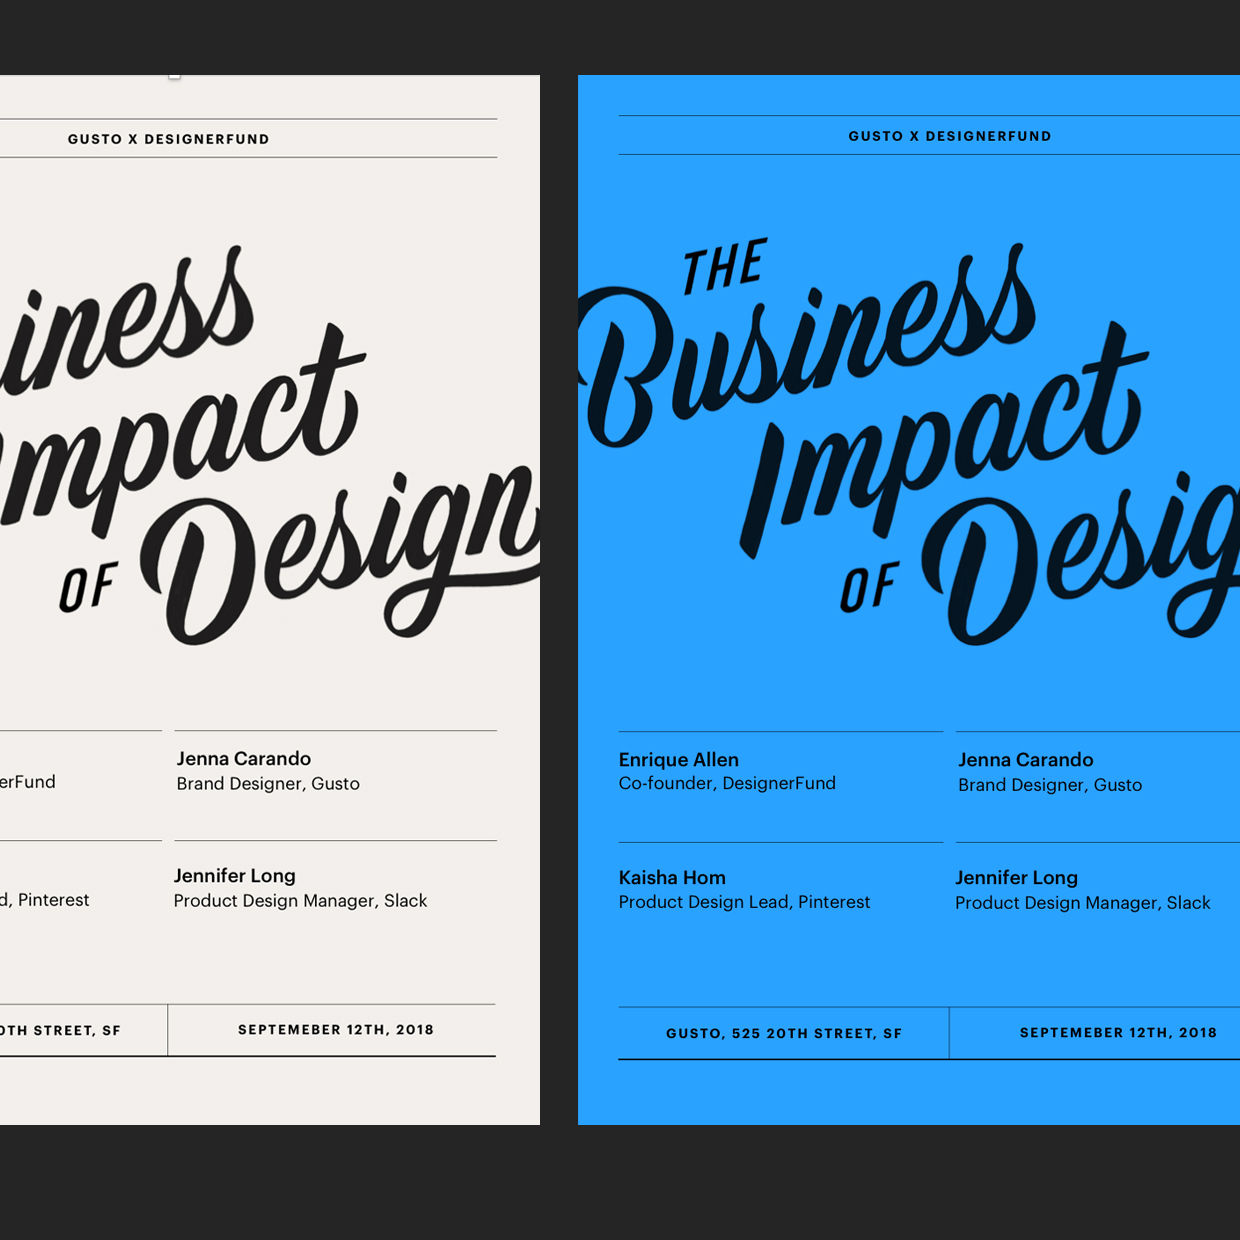 GUSTO X DESIGNERFUND
iness
mpact
OF Design
Jenna Carando
erFund
Brand Designer, Gusto
Jennifer Long
d, Pinterest
Product Design Manager, Slack
0TH STREET, SF
SEPTEMEBER 12TH, 2018
GUSTO X DESIGNERFUND
THE
Business
Impact
OF Desig
Enrique Allen
Co-founder, DesignerFund
Jenna Carando
Brand Designer, Gusto
Kaisha Hom
Product Design Lead, Pinterest
Jennifer Long
Product Design Manager, Slack
GUSTO, 525 20TH STREET, SF
SEPTEMEBER 12TH, 2018